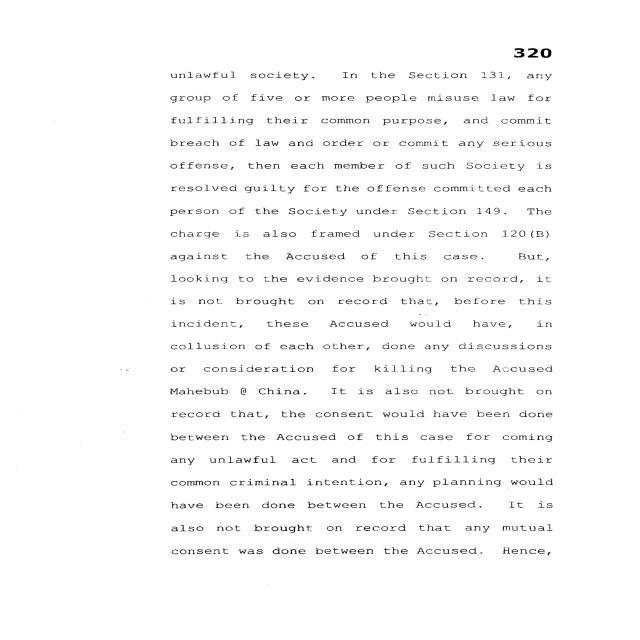 320
unlawful society. In the Section 131, any
group of five or more people misuse law for
fulfilling their common purpose, and commit
breach of law and order or commit any serious
offense, then each member of such Society is
resolved guilty for the offense committed each
person of the Society under Section 149. The
charge is also framed under Section 120(B)
against the Accused of this case. But,
looking to the evidence brought on record, it
is not brought on record that, before this
incident, these Accused would have, in
collusion of each other, done any discussions
or consideration for killing the Accused
Mahebub @ China. It is also not brought on
record that, the consent would have been done
between the Accused of this case for coming
any unlawful act and for fulfilling their
common criminal intention, any planning would
have been done between the Accused. It is
also not brought on record that any mutual
consent was done between the Accused. Hence,